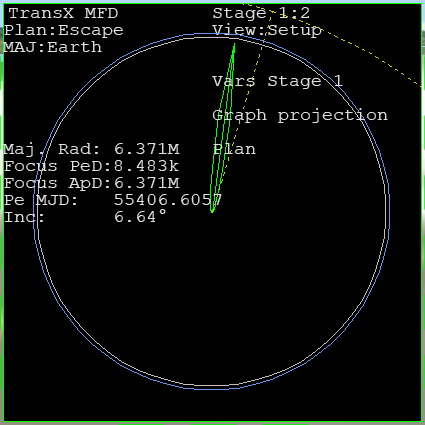 TransX MFD Stage 1:2
Plan:Escape View:Setup
MAJ:Earth
Vars Stage 1
Graph projection
Maj. Rad: 6.371M Plan
Focus PeD:8.483k
Focus ApD:6.371M
Pe MJD: 55406.6057
Inc: 6.64°